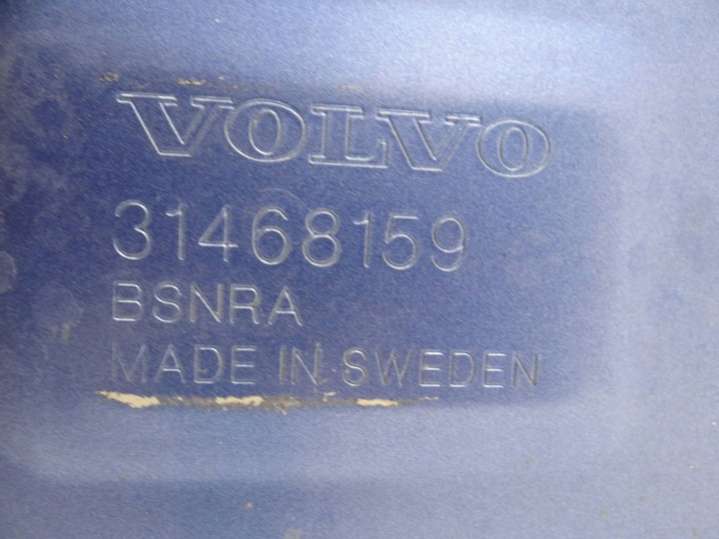 VOLVO
31468159
BSNRA
MADE IN SWEDEN